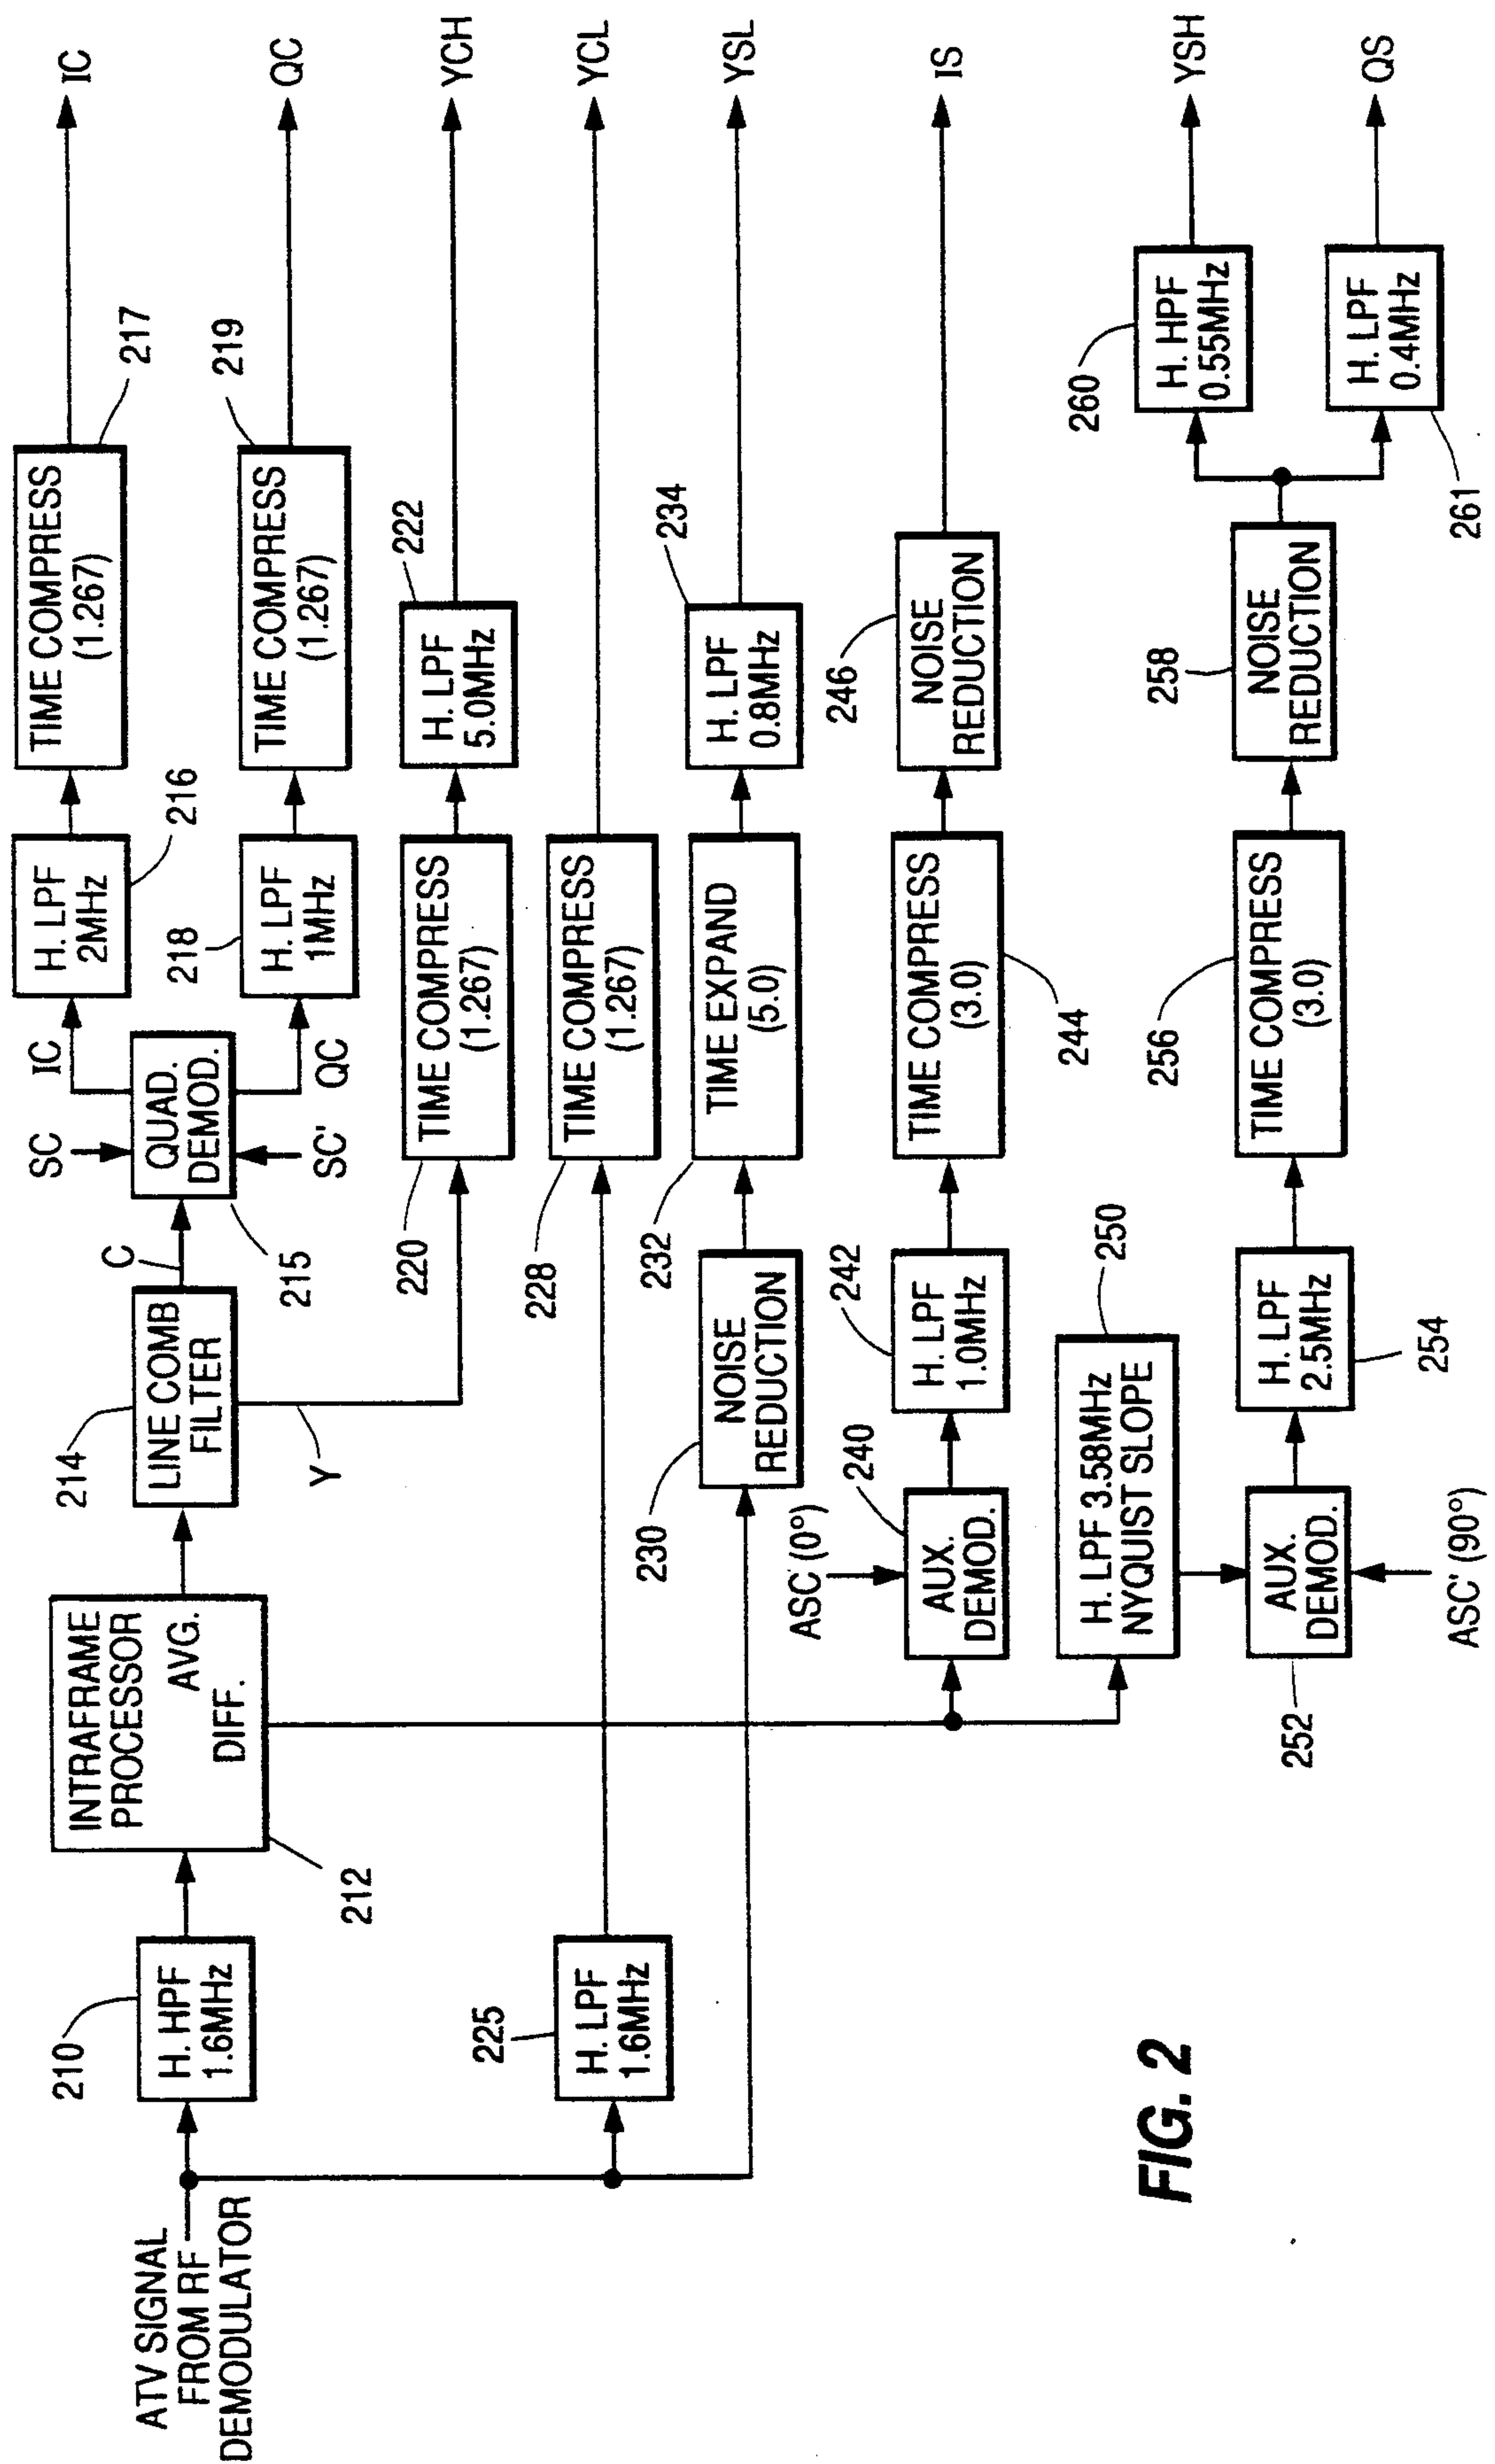 ATV SIGNAL
FROM RF
DEMODULATOR
210
H. HPF
1.6MHz
INTRAFRAME
PROCESSOR
AVG.
DIFF.
212
214
LINE COMB
FILTER
C
Y
SC
QUAD.
DEMOD.
SC'
215
IC
QC
H. LPF
2MHz
216
TIME COMPRESS
(1.267)
217
IC
218
H. LPF
1MHz
TIME COMPRESS
(1.267)
219
QC
220
TIME COMPRESS
(1.267)
H. LPF
5.0MHz
222
YCH
225
H. LPF
1.6MHz
228
TIME COMPRESS
(1.267)
YCL
230
NOISE
REDUCTION
232
TIME EXPAND
(5.0)
H. LPF
0.8MHz
234
YSL
ASC (0°)
AUX.
DEMOD.
240
H. LPF
1.0MHz
242
TIME COMPRESS
(3.0)
244
NOISE
REDUCTION
246
IS
H. LPF 3.58MHz
NYQUIST SLOPE
250
252
AUX.
DEMOD.
ASC' (90°)
H. LPF
2.5MHz
254
256
TIME COMPRESS
(3.0)
258
NOISE
REDUCTION
260
H. HPF
0.55MHz
YSH
H. LPF
0.4MHz
261
QS
FIG. 2